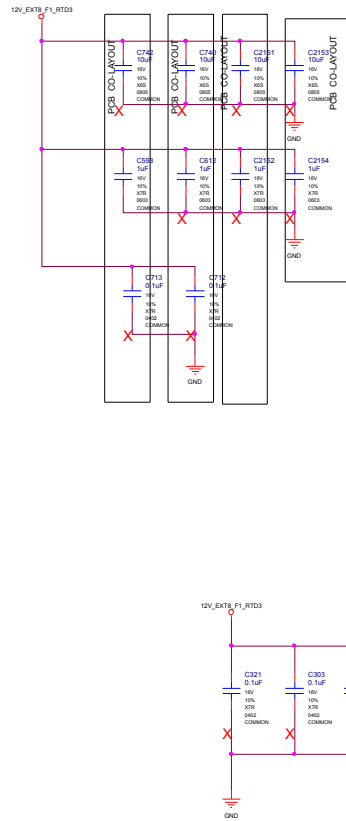 12V_EXT8_F1_RTD3
PCB CO-LAYOUT
PCB CO-LAYOUT
PCB CO-LAYOUT
PCB CO-LAYOUT
C742
10uF
16V
10%
X6S
0805
COMMON
C740
10uF
16V
10%
X6S
0805
COMMON
C2151
10uF
16V
10%
X6S
0805
COMMON
C2153
10uF
16V
10%
X6S
0805
COMMON
GND
C593
1uF
16V
10%
X7R
0603
COMMON
C612
1uF
16V
10%
X7R
0603
COMMON
C2152
1uF
16V
10%
X7R
0603
COMMON
C2154
1uF
16V
10%
X7R
0603
COMMON
GND
C713
0.1uF
16V
10%
X7R
0402
COMMON
C712
0.1uF
16V
10%
X7R
0402
COMMON
GND
12V_EXT8_F1_RTD3
C321
0.1uF
16V
10%
X7R
0402
COMMON
C303
0.1uF
16V
10%
X7R
0402
COMMON
GND